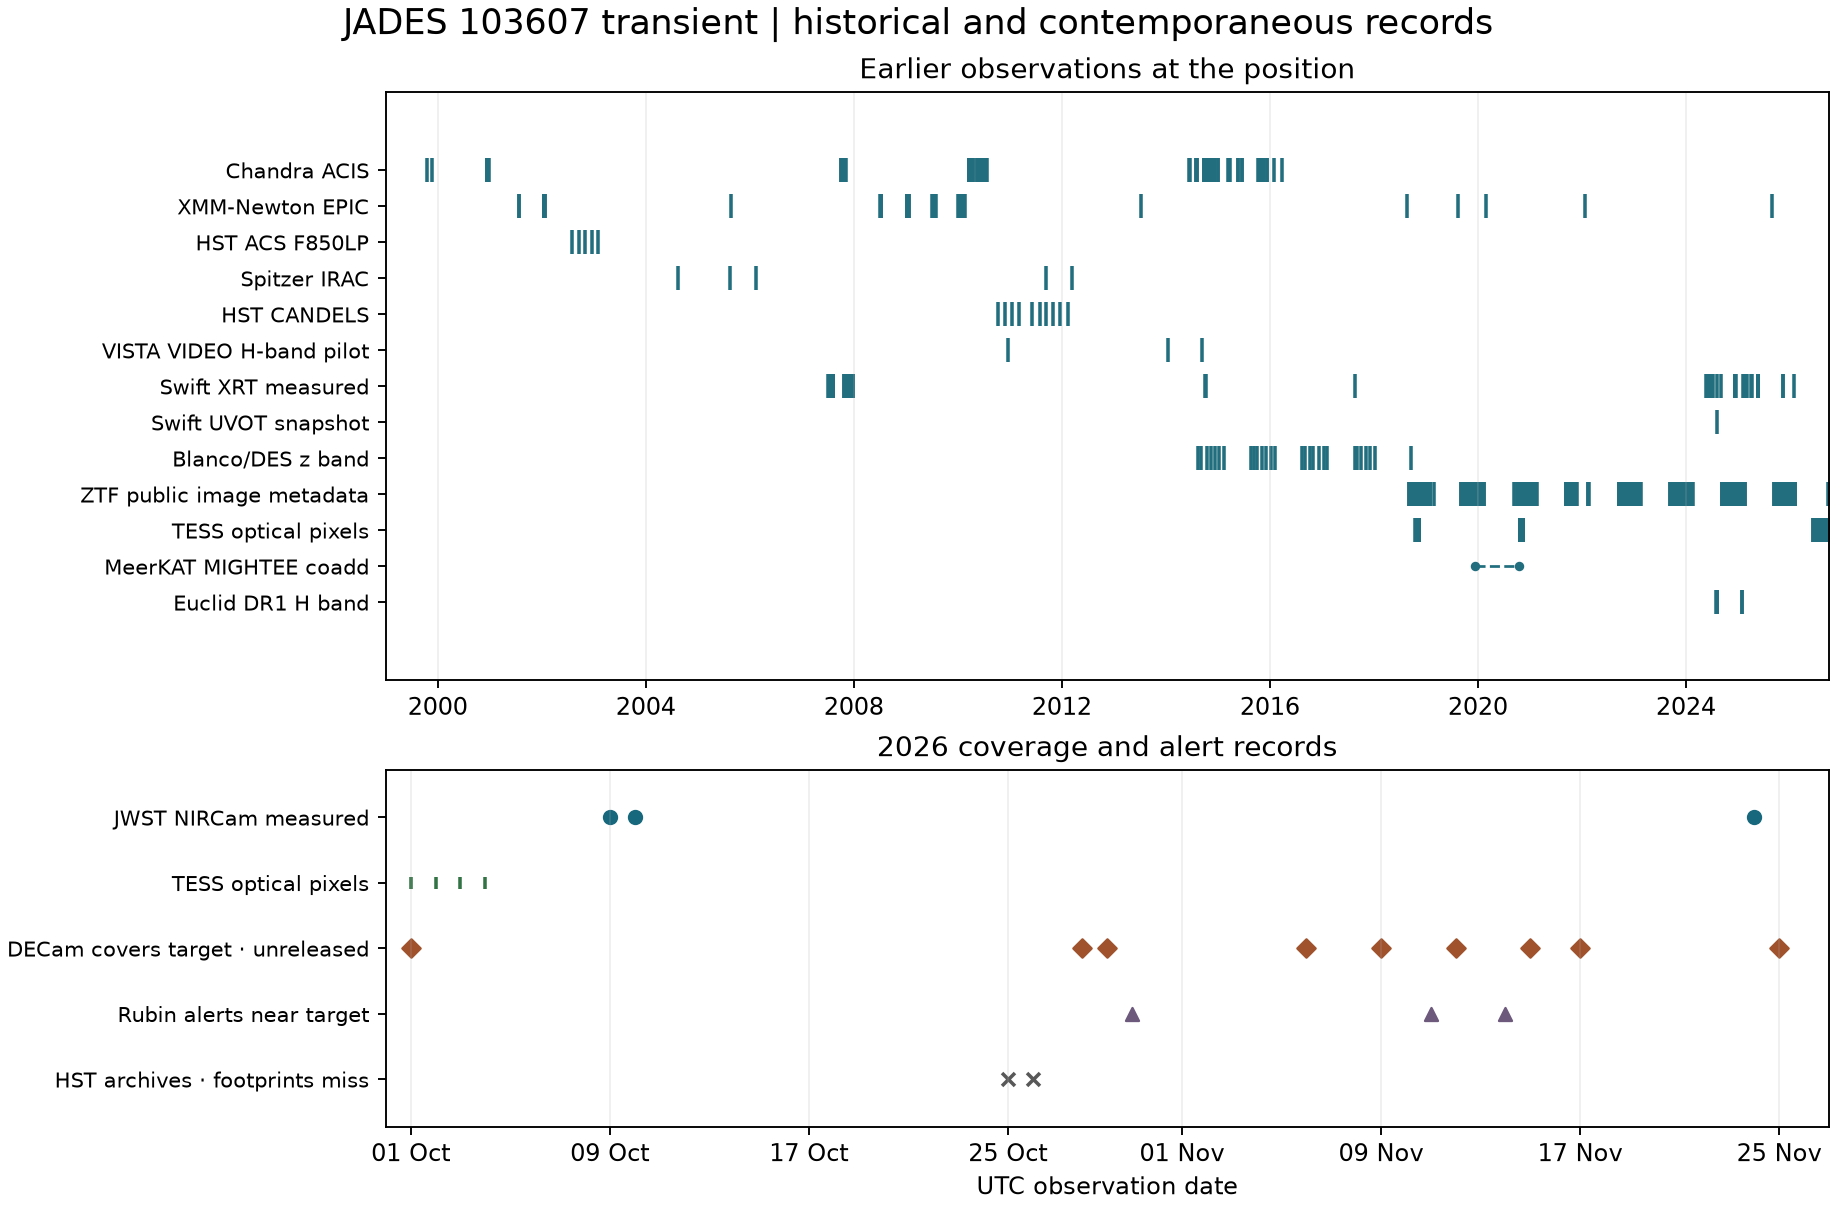 JADES 103607 transient | historical and contemporaneous records
Earlier observations at the position
Chandra ACIS
XMM-Newton EPIC
HST ACS F850LP
Spitzer IRAC
HST CANDELS
VISTA VIDEO H-band pilot
Swift XRT measured
Swift UVOT snapshot
Blanco/DES z band
ZTF public image metadata
TESS optical pixels
MeerKAT MIGHTEE coadd
Euclid DR1 H band
2000 2004 2008 2012 2016 2020 2024
2026 coverage and alert records
JWST NIRCam measured
TESS optical pixels
DECam covers target · unreleased
Rubin alerts near target
HST archives · footprints miss
01 Oct 09 Oct 17 Oct 25 Oct 01 Nov 09 Nov 17 Nov 25 Nov
UTC observation date